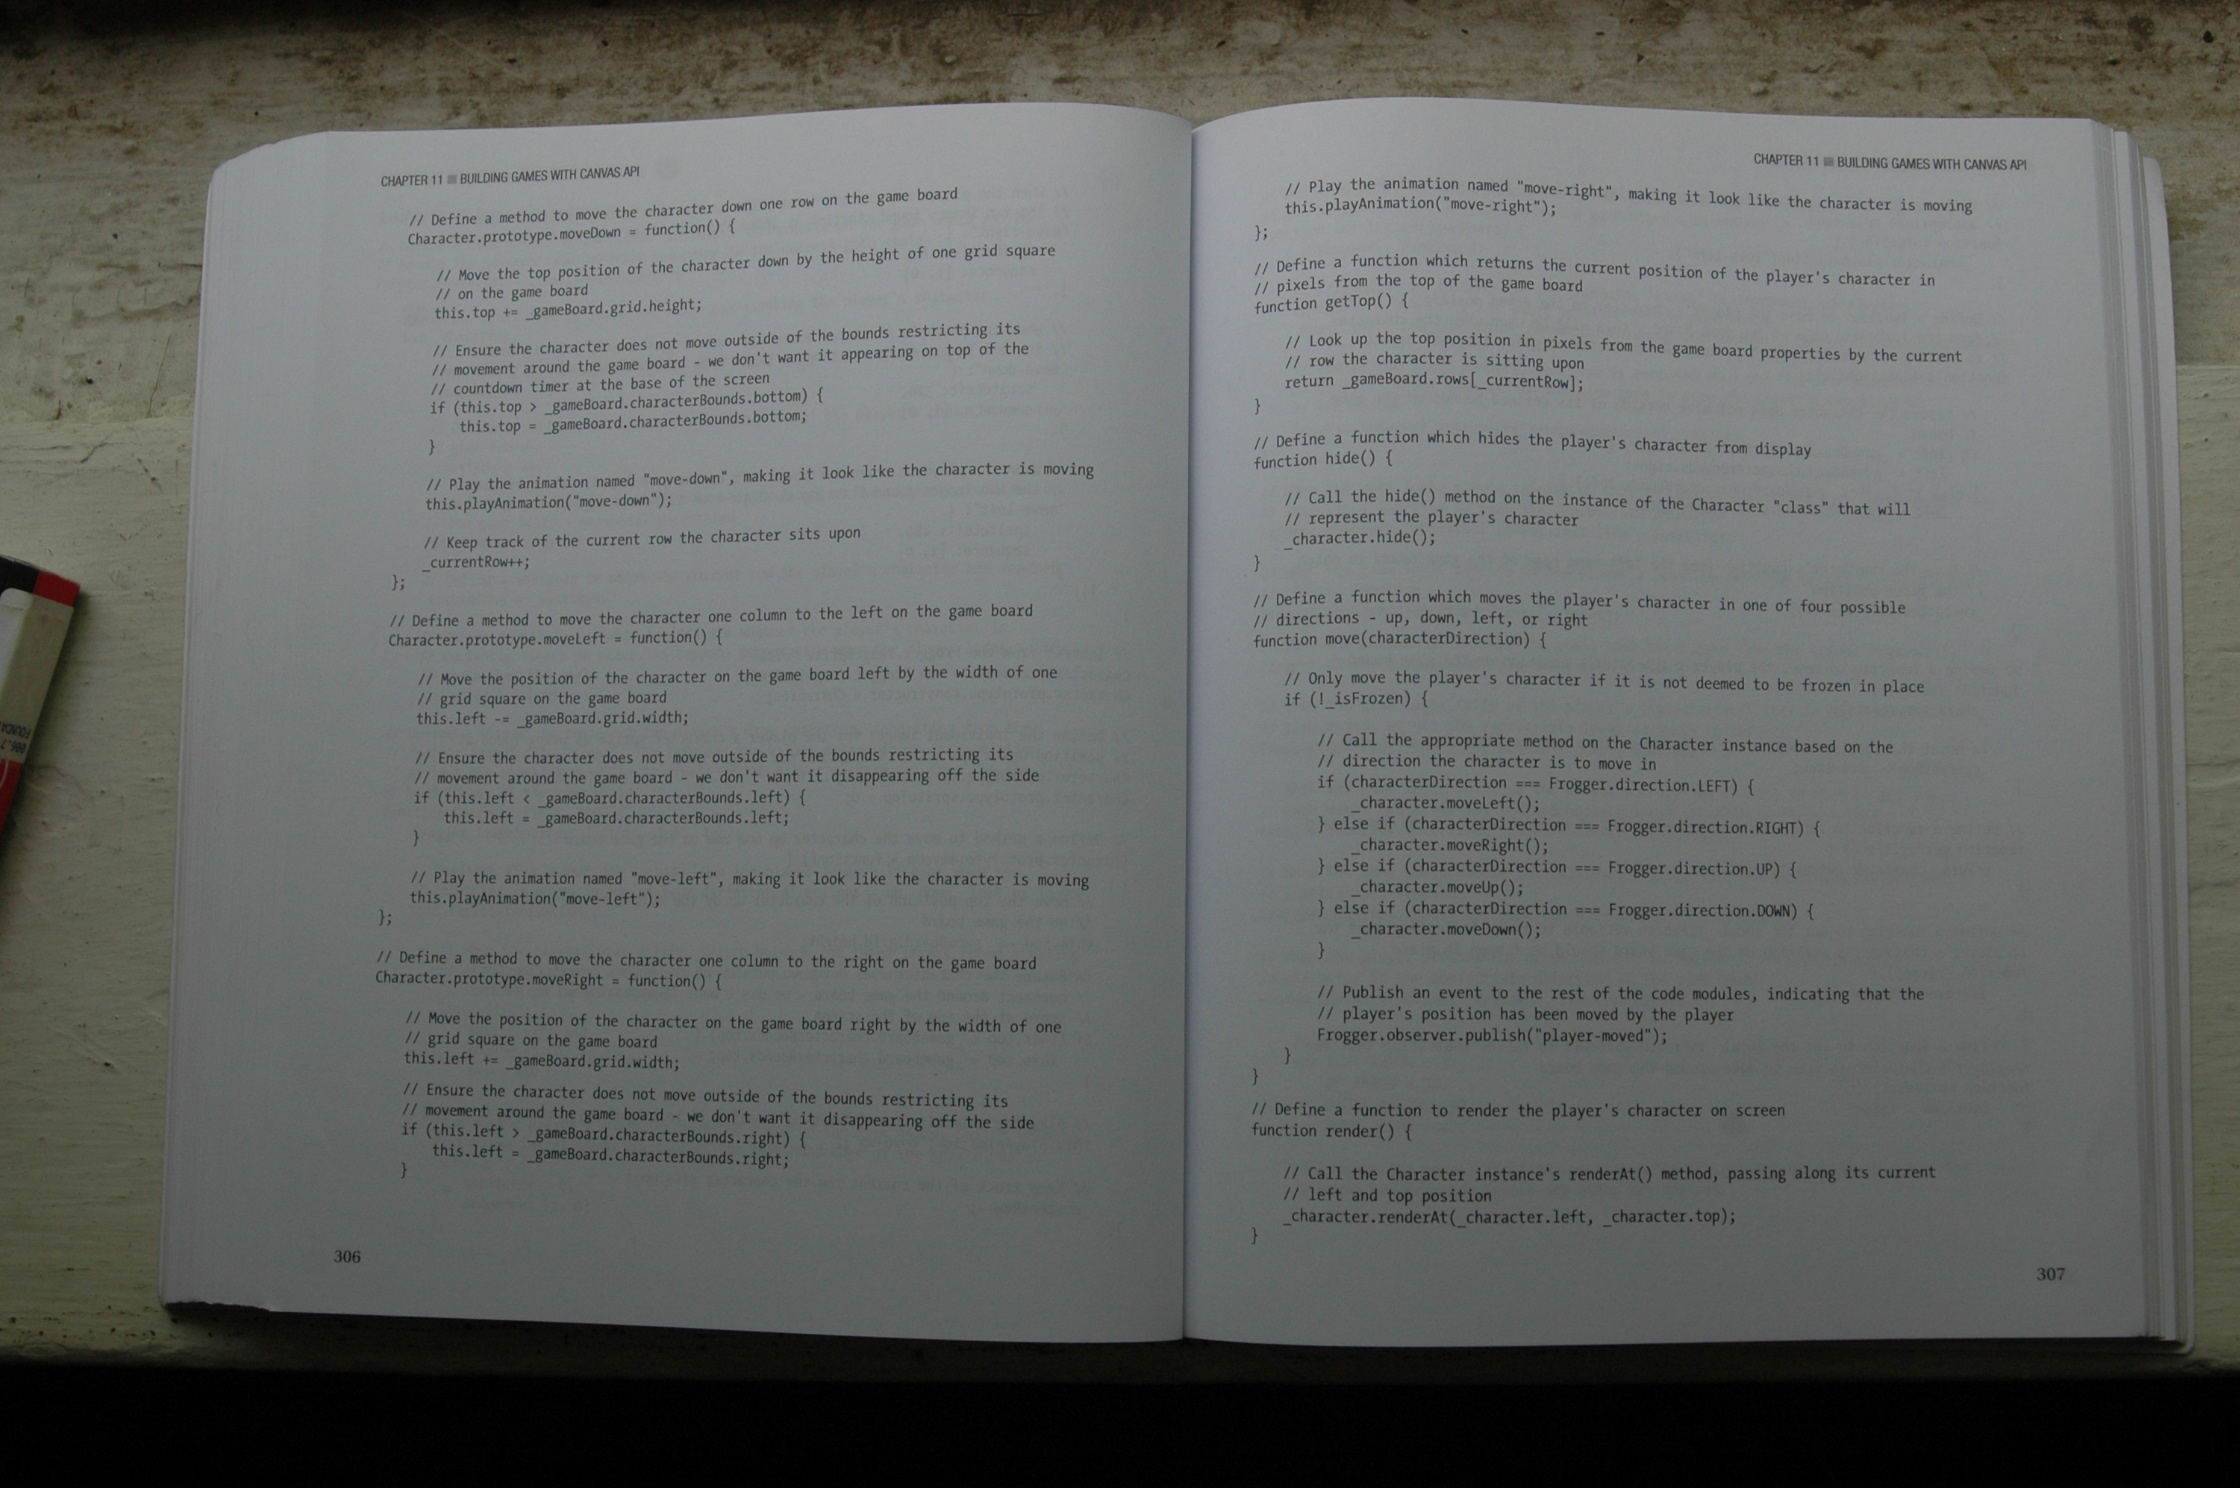 CHAPTER 11 ■ BUILDING GAMES WITH CANVAS API
// Define a method to move the character down one row on the game board
Character.prototype.moveDown = function() {
// Move the top position of the character down by the height of one grid square
// on the game board
this.top += _gameBoard.grid.height;
// Ensure the character does not move outside of the bounds restricting its
// movement around the game board - we don't want it appearing on top of the
// countdown timer at the base of the screen
if (this.top > _gameBoard.characterBounds.bottom) {
this.top = _gameBoard.characterBounds.bottom;
}
// Play the animation named "move-down", making it look like the character is moving
this.playAnimation("move-down");
// Keep track of the current row the character sits upon
_currentRow++;
};
// Define a method to move the character one column to the left on the game board
Character.prototype.moveLeft = function() {
// Move the position of the character on the game board left by the width of one
// grid square on the game board
this.left -= _gameBoard.grid.width;
// Ensure the character does not move outside of the bounds restricting its
// movement around the game board - we don't want it disappearing off the side
if (this.left < _gameBoard.characterBounds.left) {
this.left = _gameBoard.characterBounds.left;
}
// Play the animation named "move-left", making it look like the character is moving
this.playAnimation("move-left");
};
// Define a method to move the character one column to the right on the game board
Character.prototype.moveRight = function() {
// Move the position of the character on the game board right by the width of one
// grid square on the game board
this.left += _gameBoard.grid.width;
// Ensure the character does not move outside of the bounds restricting its
// movement around the game board - we don't want it disappearing off the side
if (this.left > _gameBoard.characterBounds.right) {
this.left = _gameBoard.characterBounds.right;
}
306
CHAPTER 11 ■ BUILDING GAMES WITH CANVAS API
// Play the animation named "move-right", making it look like the character is moving
this.playAnimation("move-right");
};
// Define a function which returns the current position of the player's character in
// pixels from the top of the game board
function getTop() {
// Look up the top position in pixels from the game board properties by the current
// row the character is sitting upon
return _gameBoard.rows[_currentRow];
}
// Define a function which hides the player's character from display
function hide() {
// Call the hide() method on the instance of the Character "class" that will
// represent the player's character
_character.hide();
}
// Define a function which moves the player's character in one of four possible
// directions - up, down, left, or right
function move(characterDirection) {
// Only move the player's character if it is not deemed to be frozen in place
if (!_isFrozen) {
// Call the appropriate method on the Character instance based on the
// direction the character is to move in
if (characterDirection === Frogger.direction.LEFT) {
_character.moveLeft();
} else if (characterDirection === Frogger.direction.RIGHT) {
_character.moveRight();
} else if (characterDirection === Frogger.direction.UP) {
_character.moveUp();
} else if (characterDirection === Frogger.direction.DOWN) {
_character.moveDown();
}
// Publish an event to the rest of the code modules, indicating that the
// player's position has been moved by the player
Frogger.observer.publish("player-moved");
}
}
// Define a function to render the player's character on screen
function render() {
// Call the Character instance's renderAt() method, passing along its current
// left and top position
_character.renderAt(_character.left, _character.top);
}
307